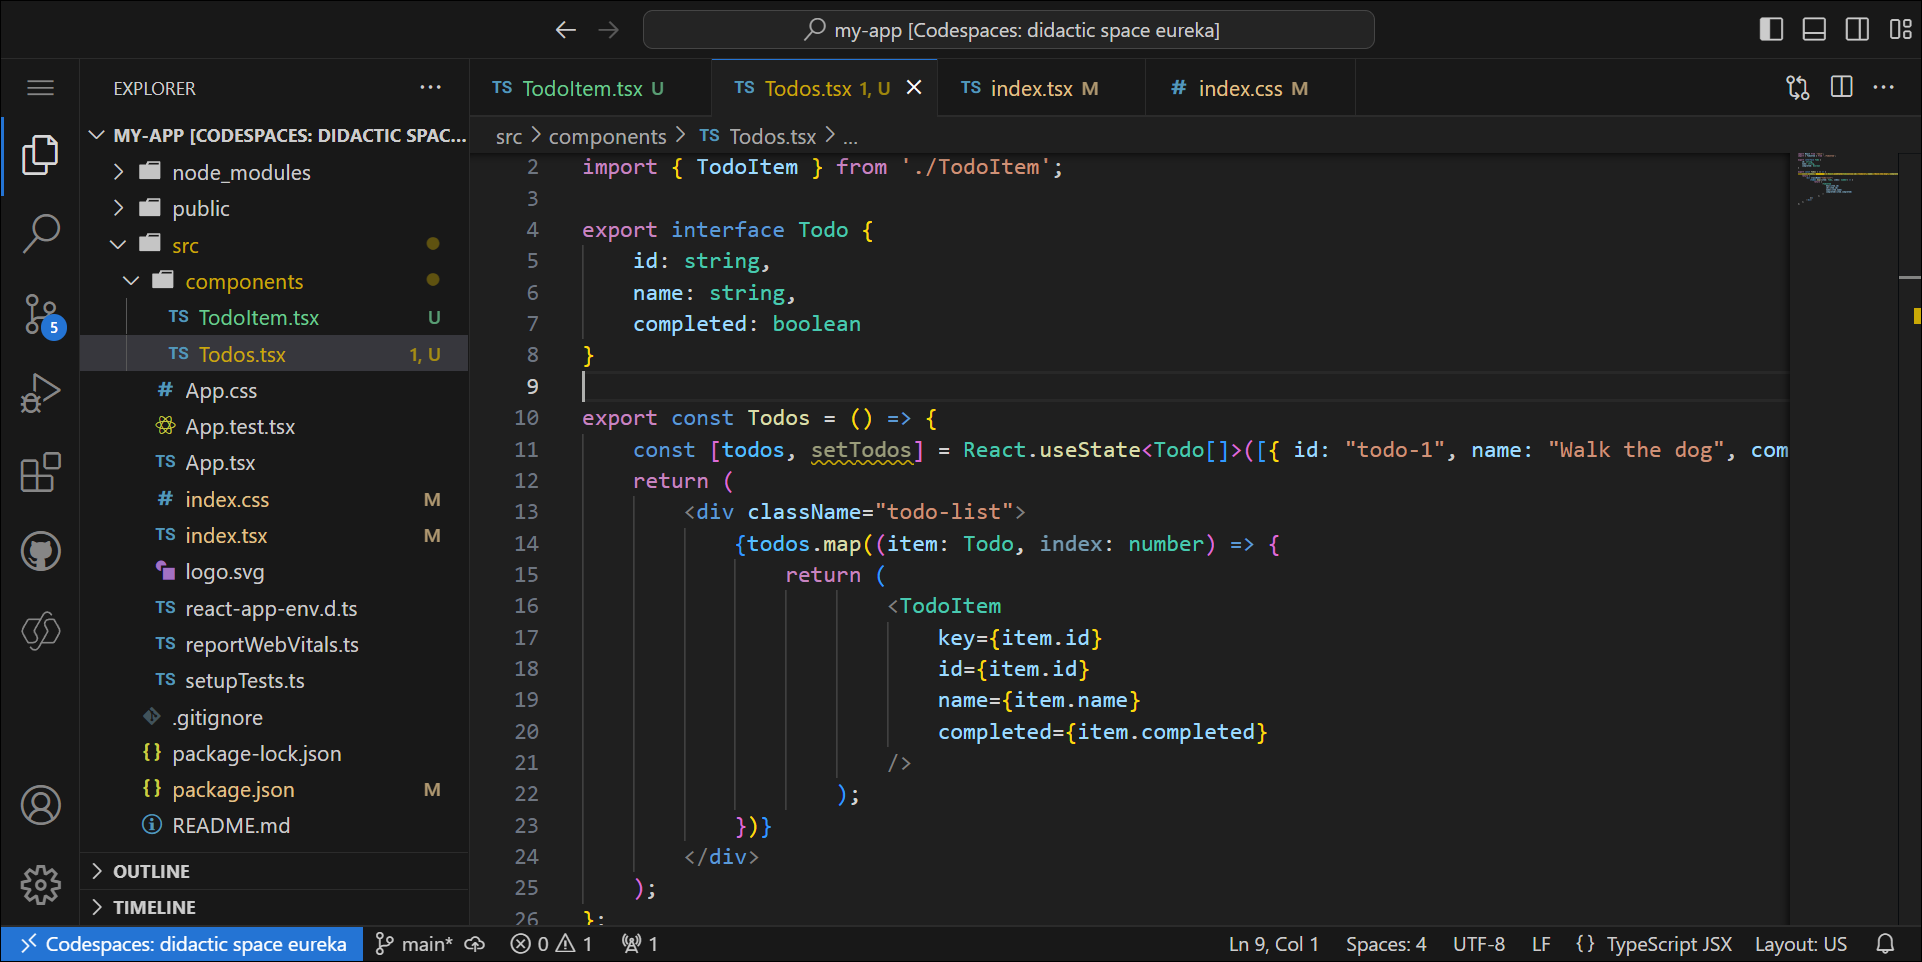 my-app [Codespaces: didactic space eureka]
EXPLORER
MY-APP [CODESPACES: DIDACTIC SPAC...
node_modules
public
src
components
TS TodoItem.tsx U
TS Todos.tsx 1, U
# App.css
App.test.tsx
TS App.tsx
# index.css M
TS index.tsx M
logo.svg
TS react-app-env.d.ts
TS reportWebVitals.ts
TS setupTests.ts
.gitignore
{} package-lock.json
{} package.json M
README.md
OUTLINE
TIMELINE
5
TS TodoItem.tsx U
TS Todos.tsx 1, U
TS index.tsx M
# index.css M
src > components > TS Todos.tsx > ...
2 import { TodoItem } from './TodoItem';
3
4 export interface Todo {
5 id: string,
6 name: string,
7 completed: boolean
8 }
9
10 export const Todos = () => {
11 const [todos, setTodos] = React.useState<Todo[]>([{ id: "todo-1", name: "Walk the dog", com
12 return (
13 <div className="todo-list">
14 {todos.map((item: Todo, index: number) => {
15 return (
16 <TodoItem
17 key={item.id}
18 id={item.id}
19 name={item.name}
20 completed={item.completed}
21 />
22 );
23 })}
24 </div>
25 );
26 };
Codespaces: didactic space eureka main* 0 1 1 Ln 9, Col 1 Spaces: 4 UTF-8 LF {} TypeScript JSX Layout: US